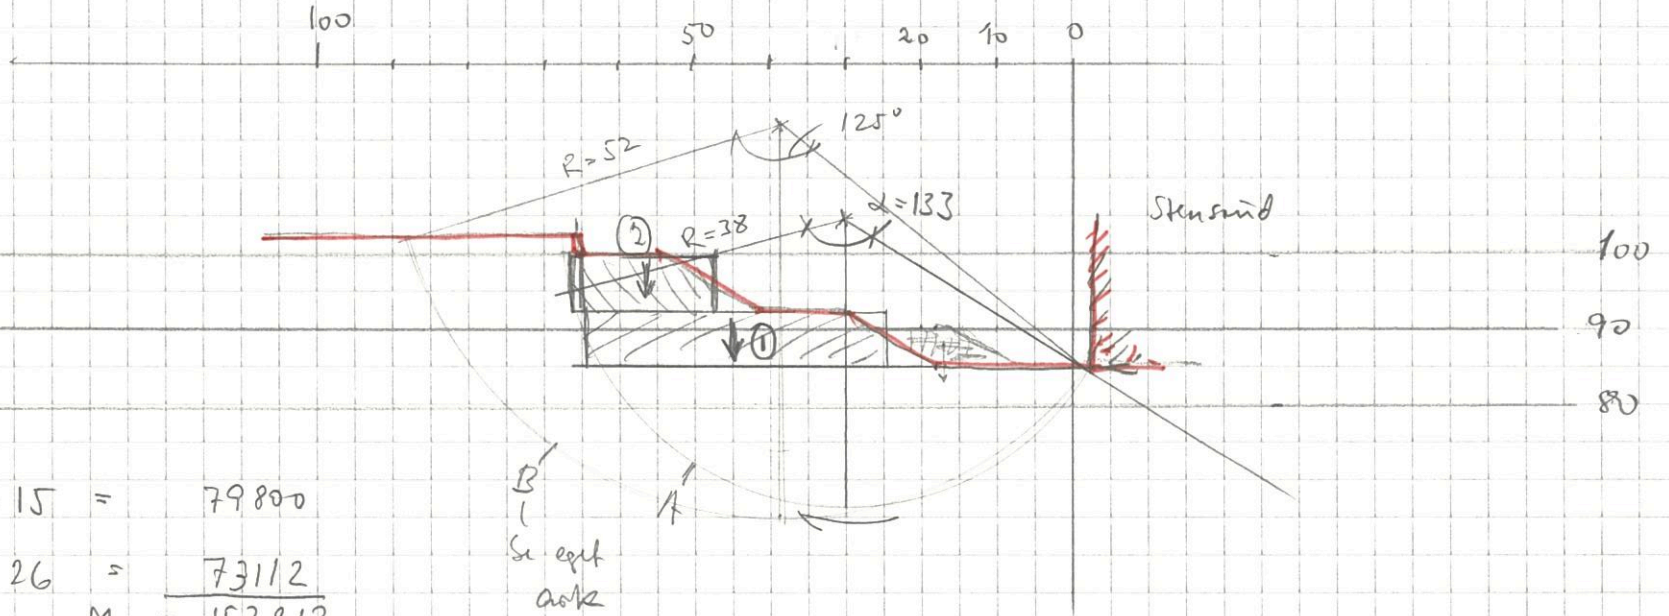 100 50 20 10 0
125°
R=52
α=133
② R=38
100
①
90
80
B
A
Se eget
ark
15 = 79800
26 = 73112